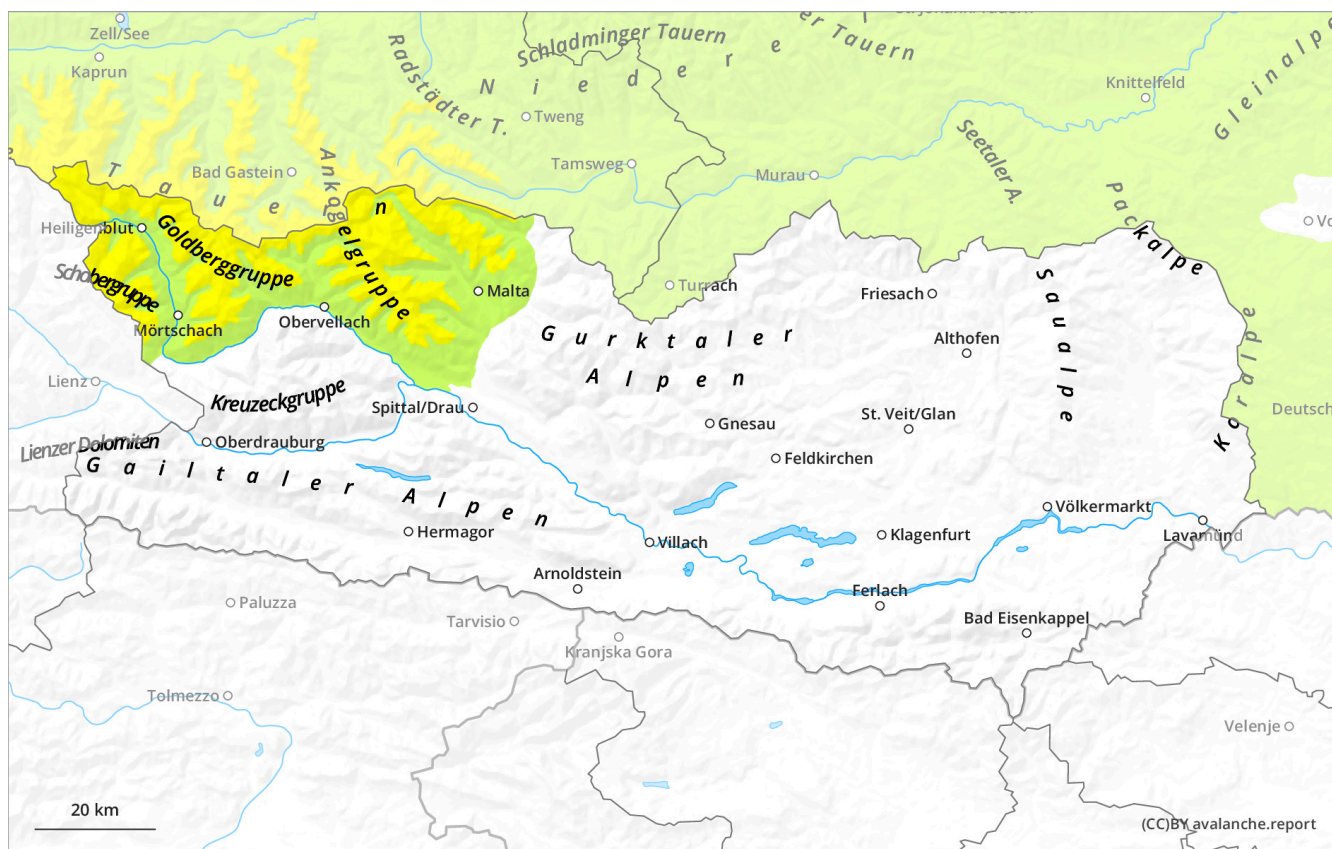 Zell/See
Kaprun
Schladminger Tauern
Niedere Tauern
Radstädter T.
Tweng
Knittelfeld
Gleinalpe
Bad Gastein
Tamsweg
Murau
Seetaler A.
Packalpe
Heiligenblut
Goldberggruppe
Ankogelgruppe
Schobergruppe
Malta
Turrach
Friesach
Saualpe
Mörtschach
Obervellach
Gurktaler
Alpen
Althofen
Koralpe
Lienz
Kreuzeckgruppe
Spittal/Drau
Gnesau
St. Veit/Glan
Deutsch
Lienzer Dolomiten
Oberdrauburg
Feldkirchen
Gailtaler Alpen
Hermagor
Villach
Klagenfurt
Völkermarkt
Lavamünd
Arnoldstein
Ferlach
Paluzza
Tarvisio
Kranjska Gora
Bad Eisenkappel
Tolmezzo
Velenje
20 km
(CC)BY avalanche.report